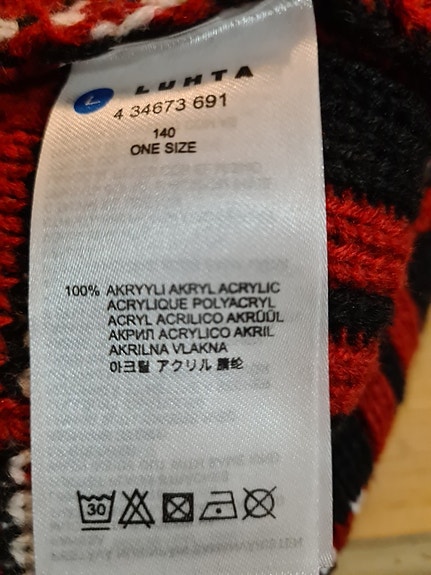 LUHTA
4 34673 691
140
ONE SIZE
100% AKRYYLI AKRYL ACRYLIC
ACRYLIQUE POLYACRYL
ACRYL ACRILICO AKRÜÜL
АКРИЛ ACRYLICO AKRIL
AKRILNA VLAKNA
아크릴 アクリル 腈纶
30